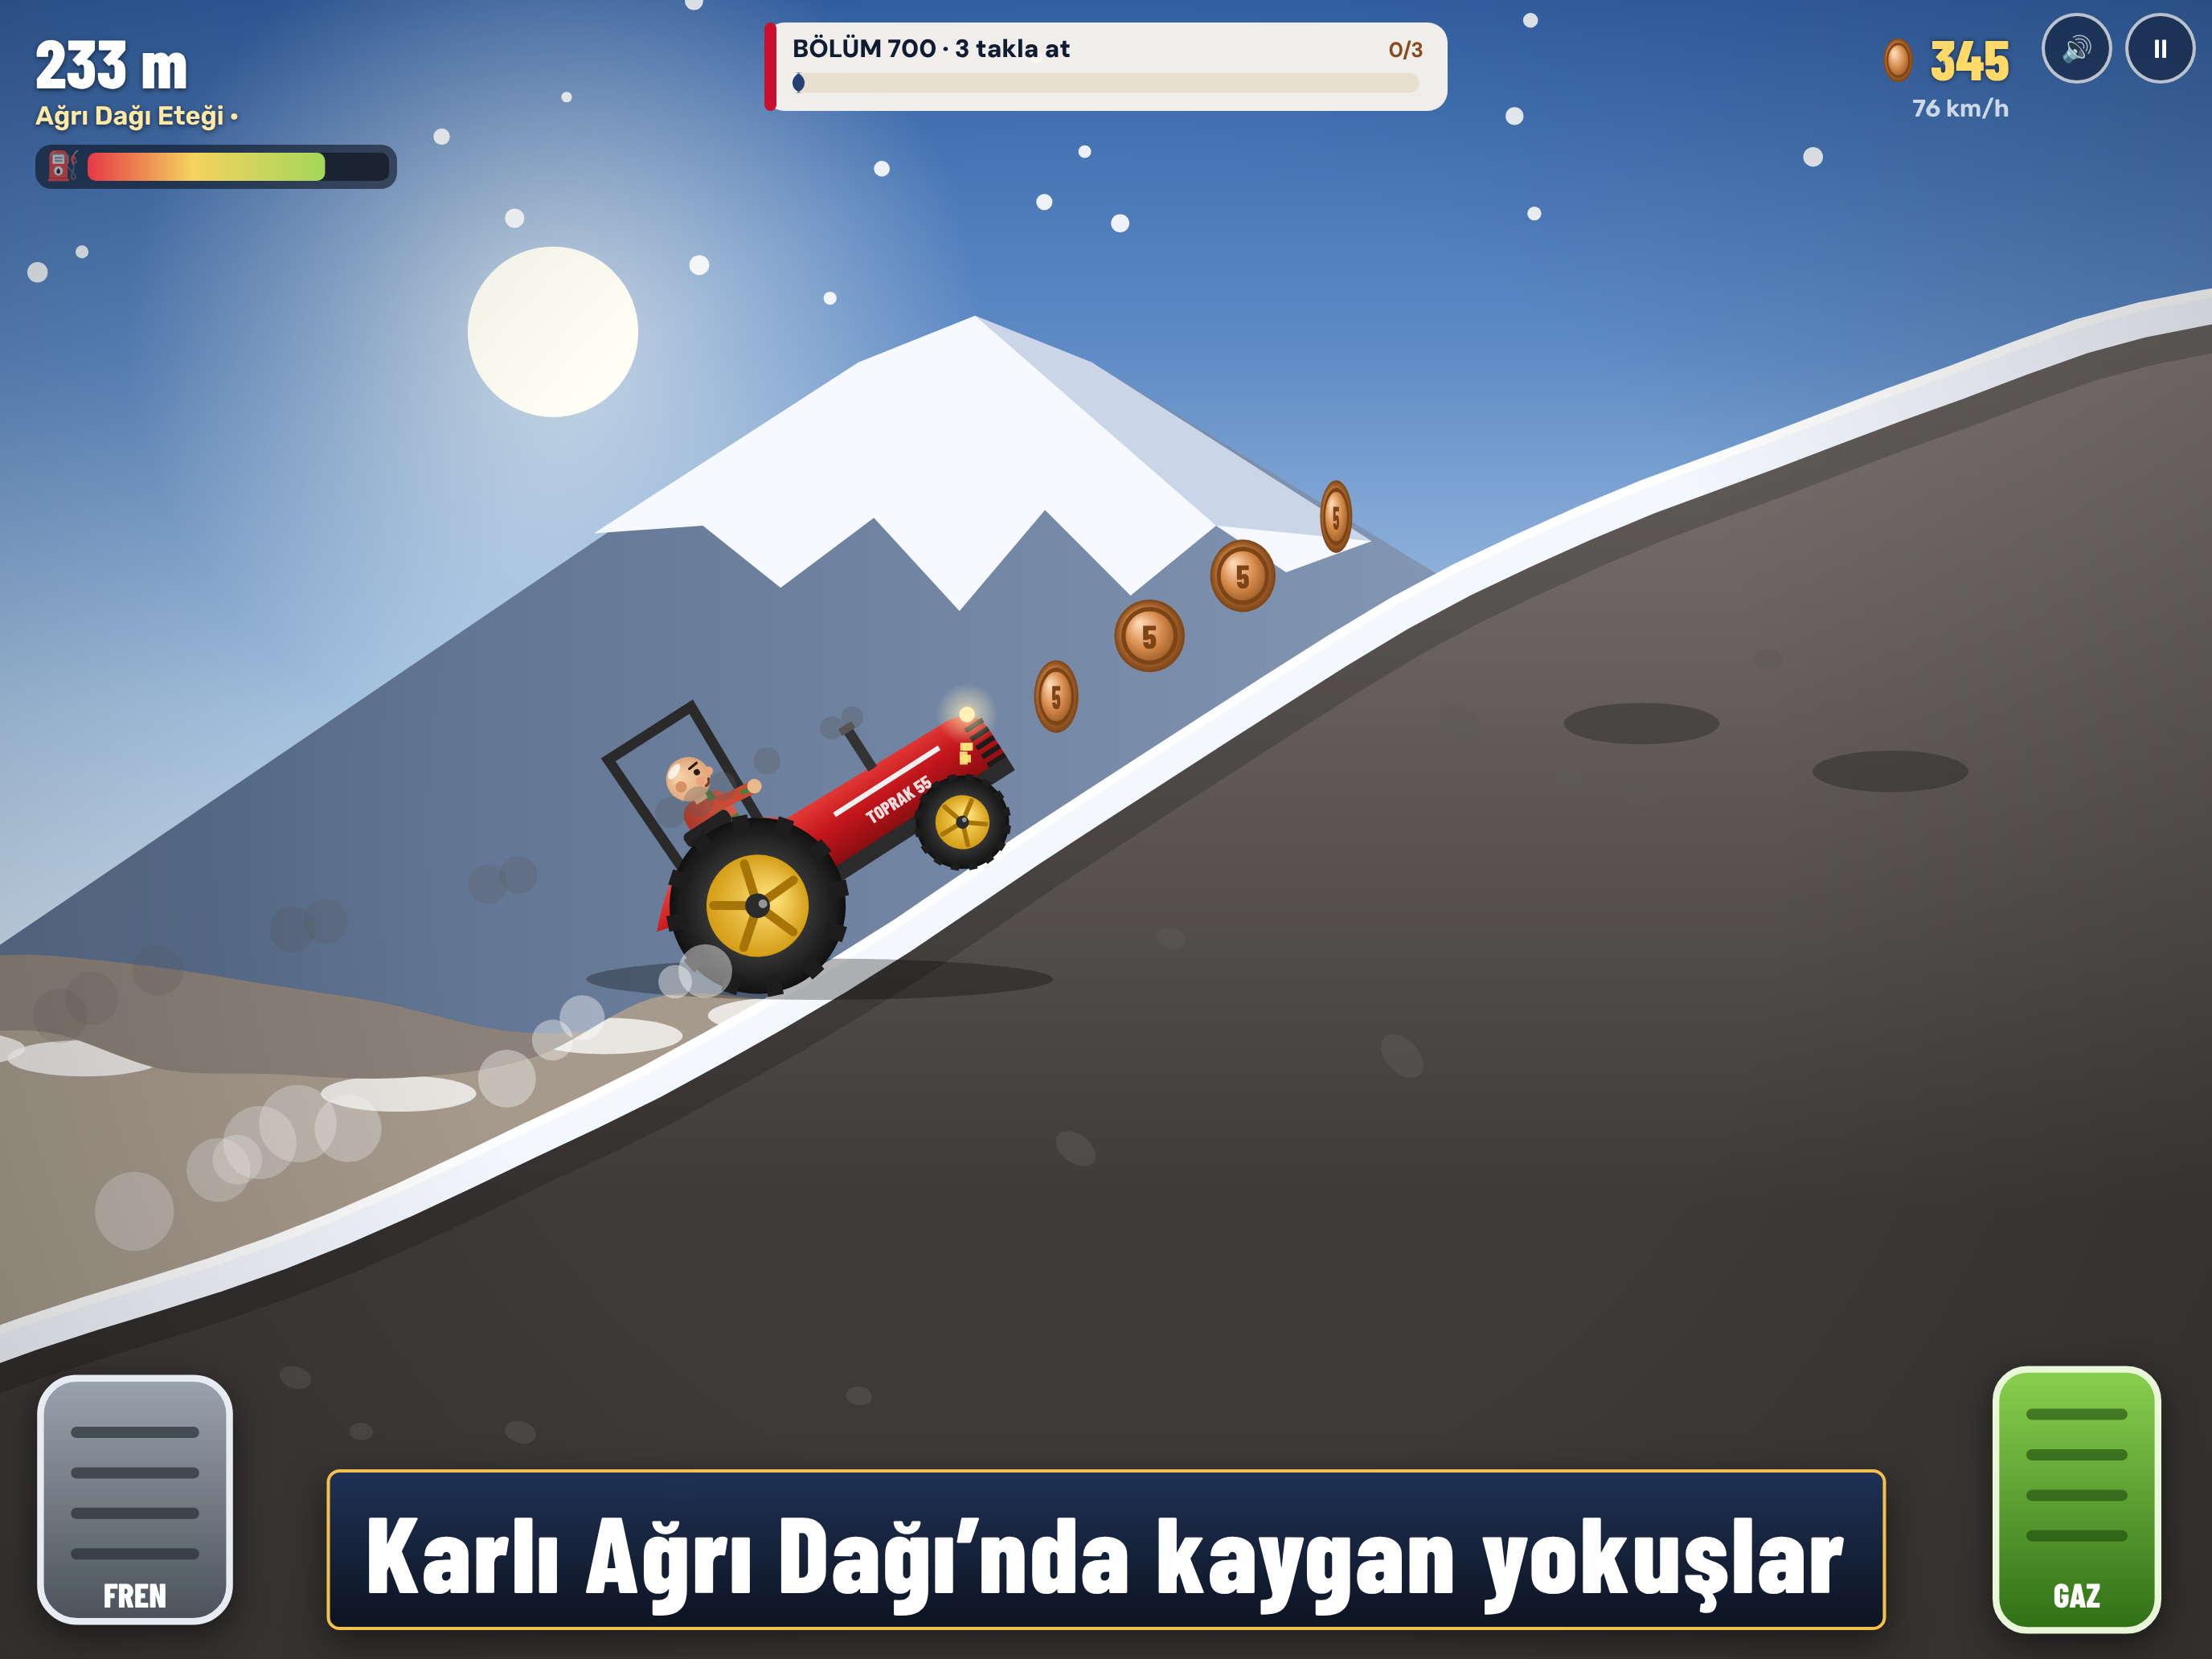 233 m
Ağrı Dağı Eteği •
BÖLÜM 700 · 3 takla at
0/3
345
76 km/h
5
5
5
5
TOPRAK 55
FREN
Karlı Ağrı Dağı’nda kaygan yokuşlar
GAZ